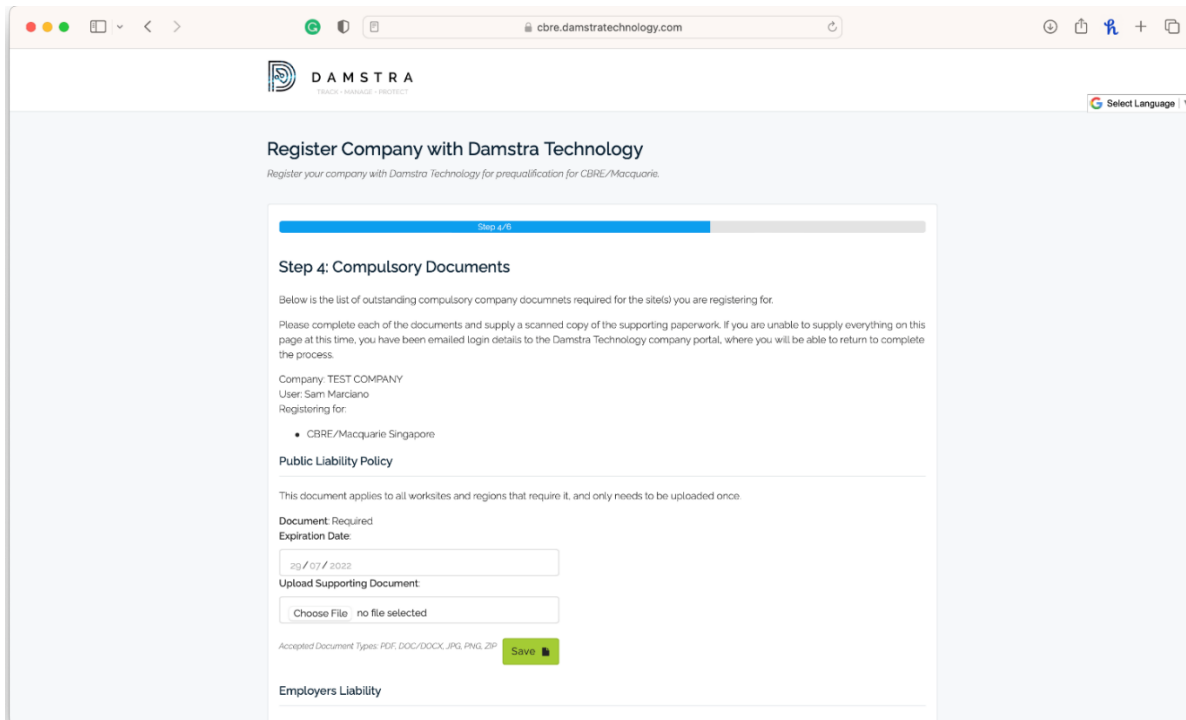 cbre.damstratechnology.com
DAMSTRA
TRACK - MANAGE - PROTECT
G Select Language
Register Company with Damstra Technology
Register your company with Damstra Technology for prequalification for CBRE/Macquarie.
Step 4/6
Step 4: Compulsory Documents
Below is the list of outstanding compulsory company documnets required for the site(s) you are registering for.
Please complete each of the documents and supply a scanned copy of the supporting paperwork. If you are unable to supply everything on this
page at this time, you have been emailed login details to the Damstra Technology company portal, where you will be able to return to complete
the process.
Company: TEST COMPANY
User: Sam Marciano
Registering for:
• CBRE/Macquarie Singapore
Public Liability Policy
This document applies to all worksites and regions that require it, and only needs to be uploaded once.
Document: Required
Expiration Date:
29/07/2022
Upload Supporting Document:
Choose File no file selected
Accepted Document Types: PDF, DOC/DOCX, JPG, PNG, ZIP
Save
Employers Liability